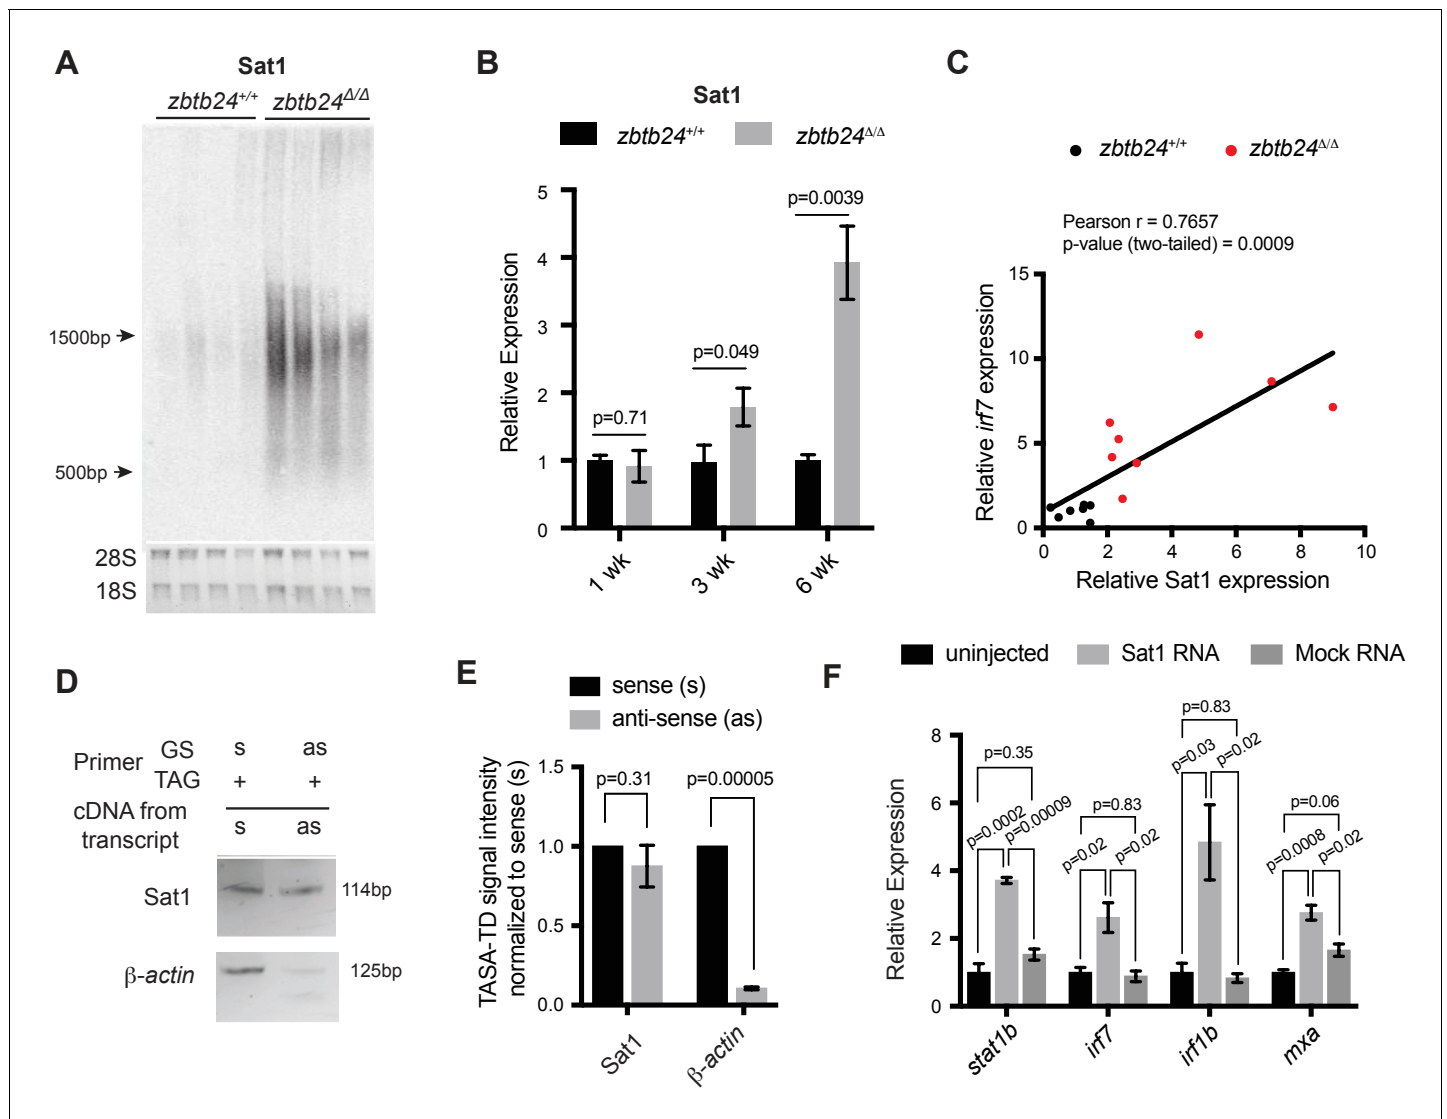 A
Sat1
zbtb24+/+ zbtb24Δ/Δ
1500bp
500bp
28S
18S
B
Sat1
zbtb24+/+ zbtb24Δ/Δ
Relative Expression
5
4
3
2
1
0
p=0.71
p=0.049
p=0.0039
1 wk
3 wk
6 wk
C
zbtb24+/+ zbtb24Δ/Δ
Pearson r = 0.7657
p-value (two-tailed) = 0.0009
Relative irf7 expression
15
10
5
0
0 2 4 6 8 10
Relative Sat1 expression
D
Primer
GS s as
TAG + +
cDNA from
transcript
s as
Sat1 114bp
β-actin 125bp
E
sense (s)
anti-sense (as)
TASA-TD signal intensity
normalized to sense (s)
1.5
1.0
0.5
0.0
p=0.31
p=0.00005
Sat1
β-actin
F
uninjected Sat1 RNA Mock RNA
Relative Expression
8
6
4
2
0
p=0.35
p=0.0002
p=0.00009
p=0.83
p=0.02
p=0.02
p=0.83
p=0.03
p=0.02
p=0.06
p=0.0008
p=0.02
stat1b
irf7
irf1b
mxa